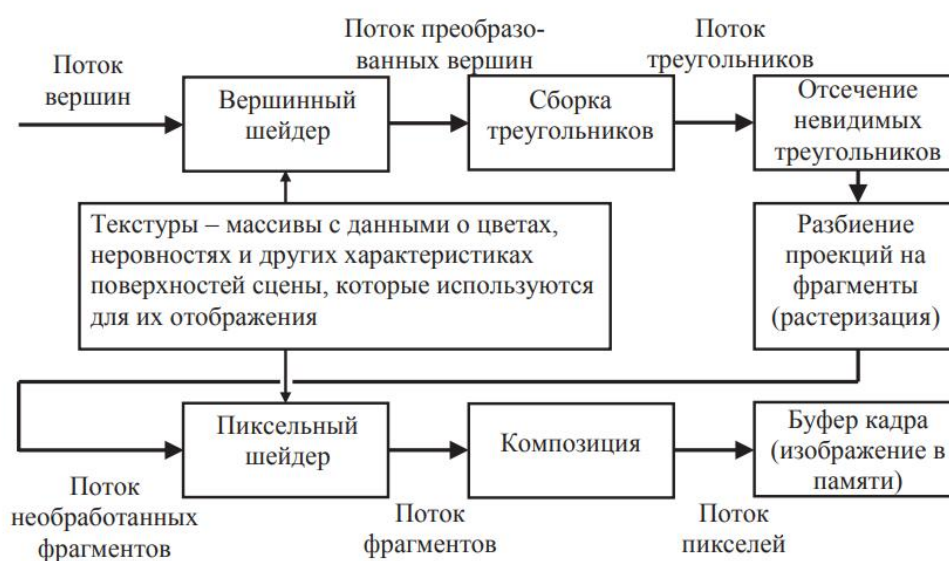 Поток
вершин
Вершинный
шейдер
Поток преобразо-
ванных вершин
Сборка
треугольников
Поток
треугольников
Отсечение
невидимых
треугольников
Текстуры – массивы с данными о цветах,
неровностях и других характеристиках
поверхностей сцены, которые используются
для их отображения
Разбиение
проекций на
фрагменты
(растеризация)
Поток
необработанных
фрагментов
Пиксельный
шейдер
Поток
фрагментов
Композиция
Поток
пикселей
Буфер кадра
(изображение в
памяти)